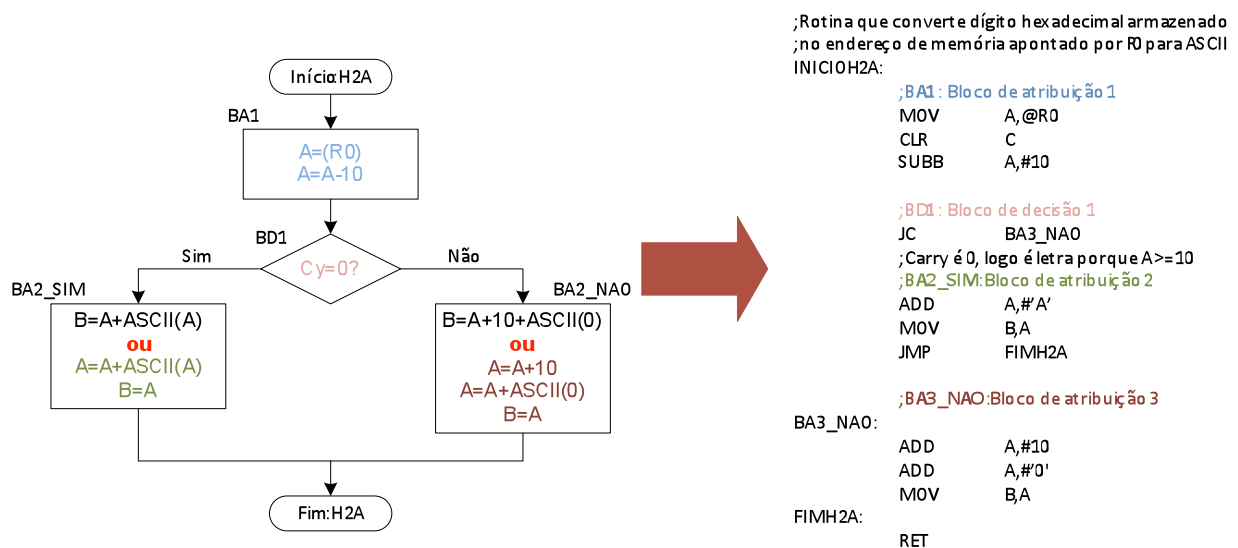 Início:H2A
BA1
A=(R0)
A=A-10
BD1
Cy=0?
Sim
Não
BA2_SIM
B=A+ASCII(A)
ou
A=A+ASCII(A)
B=A
BA2_NAO
B=A+10+ASCII(0)
ou
A=A+10
A=A+ASCII(0)
B=A
Fim:H2A
;Rotina que converte dígito hexadecimal armazenado
;no endereço de memória apontado por R0 para ASCII
INICIOH2A:
;BA1: Bloco de atribuição 1
MOV A,@R0
CLR C
SUBB A,#10
;BD1: Bloco de decisão 1
JC BA3_NAO
;Carry é 0, logo é letra porque A>=10
;BA2_SIM:Bloco de atribuição 2
ADD A,#'A'
MOV B,A
JMP FIMH2A
;BA3_NAO:Bloco de atribuição 3
BA3_NAO:
ADD A,#10
ADD A,#'0'
MOV B,A
FIMH2A:
RET